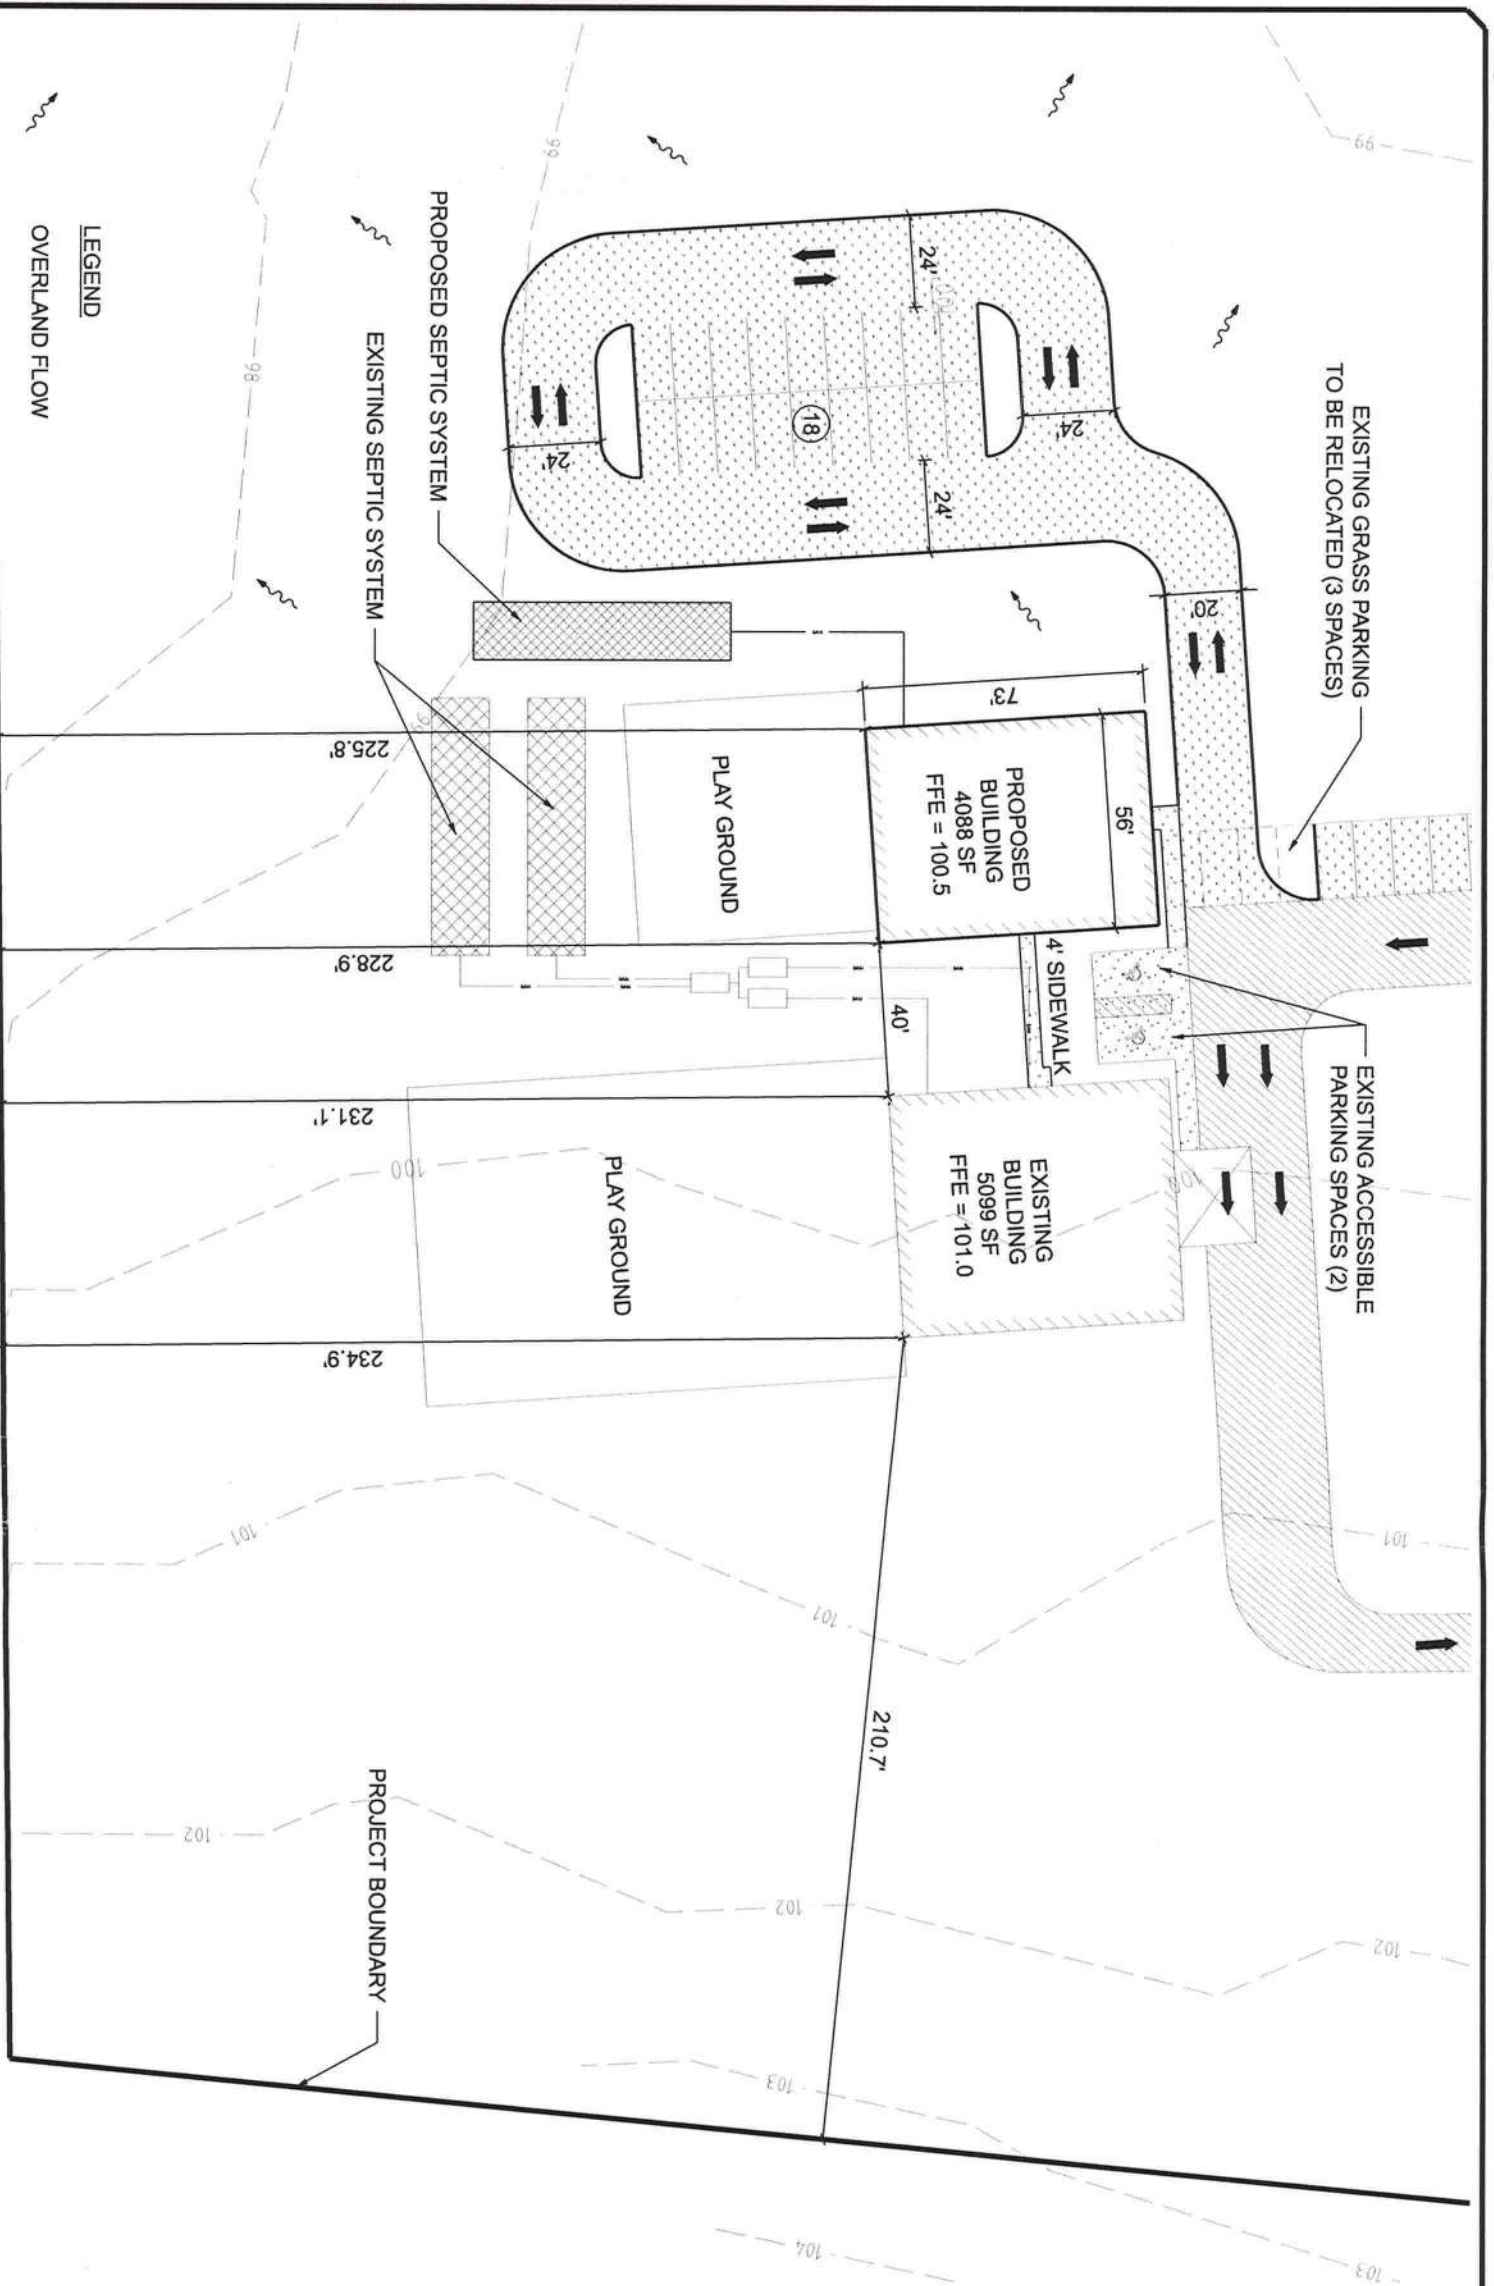 EXISTING GRASS PARKING
TO BE RELOCATED (3 SPACES)
EXISTING ACCESSIBLE
PARKING SPACES (2)
24'
24'
24'
24'
20'
18
PROPOSED SEPTIC SYSTEM
EXISTING SEPTIC SYSTEM
73'
56'
PROPOSED
BUILDING
4088 SF
FFE = 100.5
4' SIDEWALK
40'
EXISTING
BUILDING
5099 SF
FFE = 101.0
PLAY GROUND
PLAY GROUND
225.8'
228.9'
231.1'
234.9'
210.7'
PROJECT BOUNDARY
99
99
99
98
100
100
101
101
101
102
102
102
103
103
104
LEGEND
OVERLAND FLOW